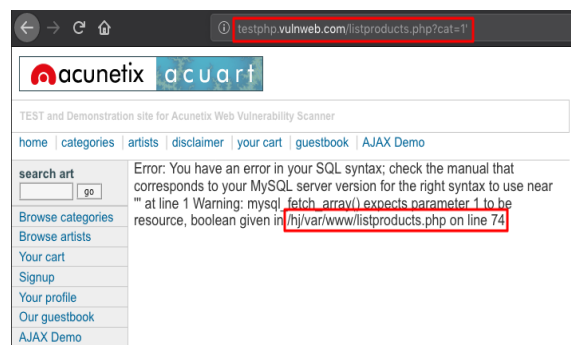 testphp.vulnweb.com/listproducts.php?cat=1'
acunetix acuart
TEST and Demonstration site for Acunetix Web Vulnerability Scanner
home | categories | artists | disclaimer | your cart | guestbook | AJAX Demo
search art
go
Browse categories
Browse artists
Your cart
Signup
Your profile
Our guestbook
AJAX Demo
Error: You have an error in your SQL syntax; check the manual that
corresponds to your MySQL server version for the right syntax to use near
''' at line 1 Warning: mysql_fetch_array() expects parameter 1 to be
resource, boolean given in /hj/var/www/listproducts.php on line 74